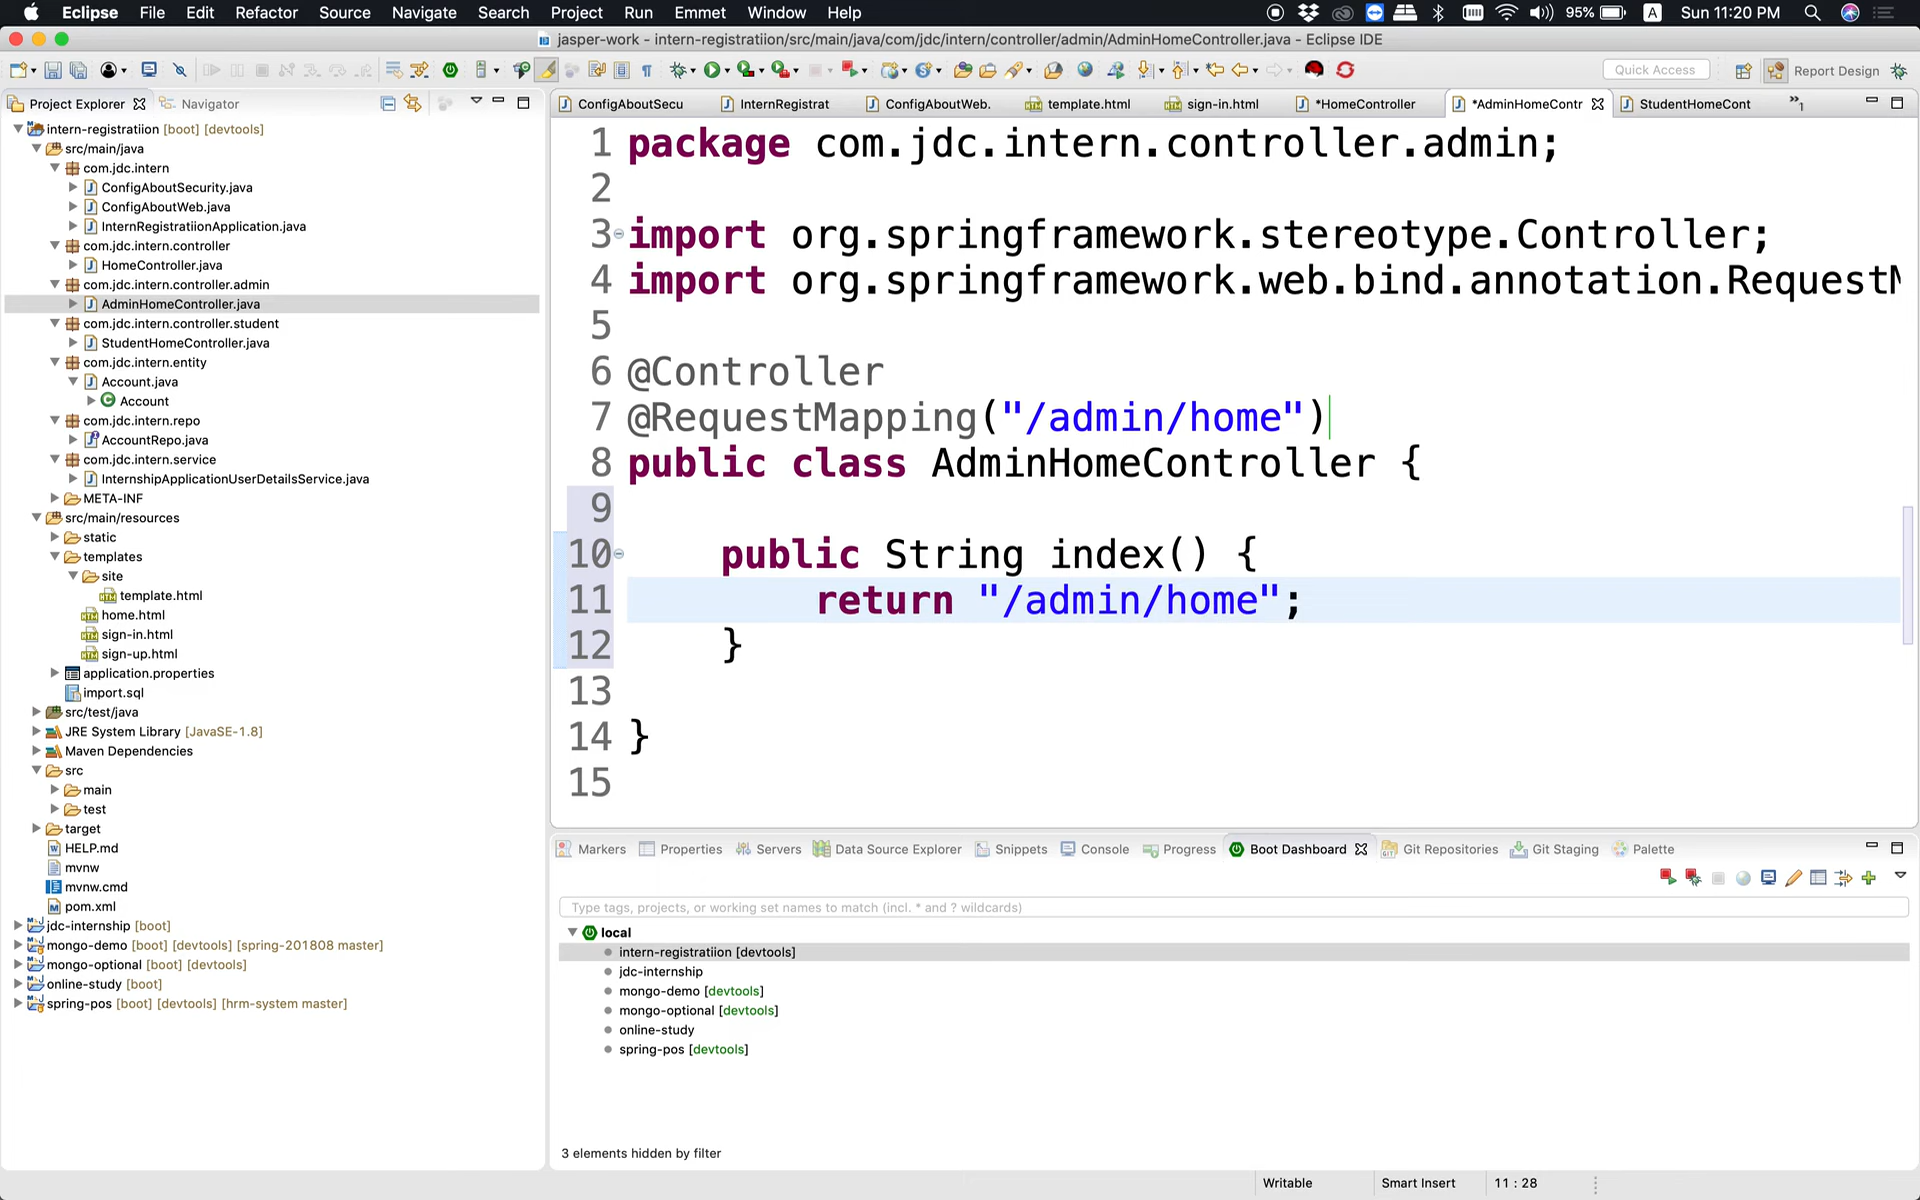 Eclipse File Edit Refactor Source Navigate Search Project Run Emmet Window Help 95% A Sun 11:20 PM
jasper-work - intern-registratiion/src/main/java/com/jdc/intern/controller/admin/AdminHomeController.java - Eclipse IDE
Quick Access Report Design
Project Explorer Navigator
intern-registratiion [boot] [devtools]
src/main/java
com.jdc.intern
ConfigAboutSecurity.java
ConfigAboutWeb.java
InternRegistratiionApplication.java
com.jdc.intern.controller
HomeController.java
com.jdc.intern.controller.admin
AdminHomeController.java
com.jdc.intern.controller.student
StudentHomeController.java
com.jdc.intern.entity
Account.java
Account
com.jdc.intern.repo
AccountRepo.java
com.jdc.intern.service
InternshipApplicationUserDetailsService.java
META-INF
src/main/resources
static
templates
site
template.html
home.html
sign-in.html
sign-up.html
application.properties
import.sql
src/test/java
JRE System Library [JavaSE-1.8]
Maven Dependencies
src
main
test
target
HELP.md
mvnw
mvnw.cmd
pom.xml
jdc-internship [boot]
mongo-demo [boot] [devtools] [spring-201808 master]
mongo-optional [boot] [devtools]
online-study [boot]
spring-pos [boot] [devtools] [hrm-system master]
ConfigAboutSecu InternRegistrat ConfigAboutWeb. template.html sign-in.html *HomeController *AdminHomeContr StudentHomeCont »1
1 package com.jdc.intern.controller.admin;
2
3 import org.springframework.stereotype.Controller;
4 import org.springframework.web.bind.annotation.RequestM
5
6 @Controller
7 @RequestMapping("/admin/home")
8 public class AdminHomeController {
9
10 public String index() {
11 return "/admin/home";
12 }
13
14 }
15
Markers Properties Servers Data Source Explorer Snippets Console Progress Boot Dashboard Git Repositories Git Staging Palette
Type tags, projects, or working set names to match (incl. * and ? wildcards)
local
intern-registratiion [devtools]
jdc-internship
mongo-demo [devtools]
mongo-optional [devtools]
online-study
spring-pos [devtools]
3 elements hidden by filter
Writable Smart Insert 11 : 28